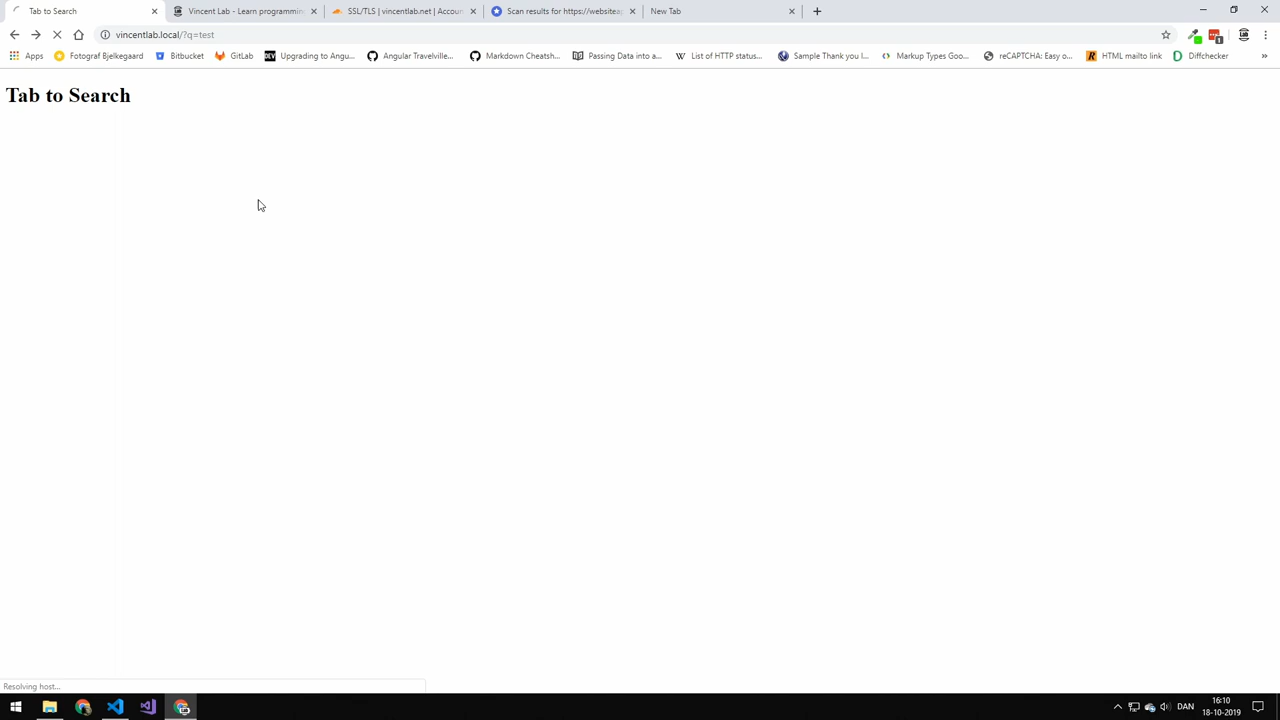 Tab to Search
Vincent Lab - Learn programmin
SSL/TLS | vincentlab.net | Accoun
Scan results for https://website
New Tab
vincentlab.local/?q=test
Apps
Fotograf Bjelkegaard
Bitbucket
GitLab
DEV
Upgrading to Angu...
Angular Travelville...
Markdown Cheatsh...
Passing Data into a...
W
List of HTTP status...
Sample Thank you l...
Markup Types Goo...
reCAPTCHA: Easy o...
R
HTML mailto link
D
Diffchecker
»
1
Tab to Search
Resolving host...
DAN
16:10
18-10-2019